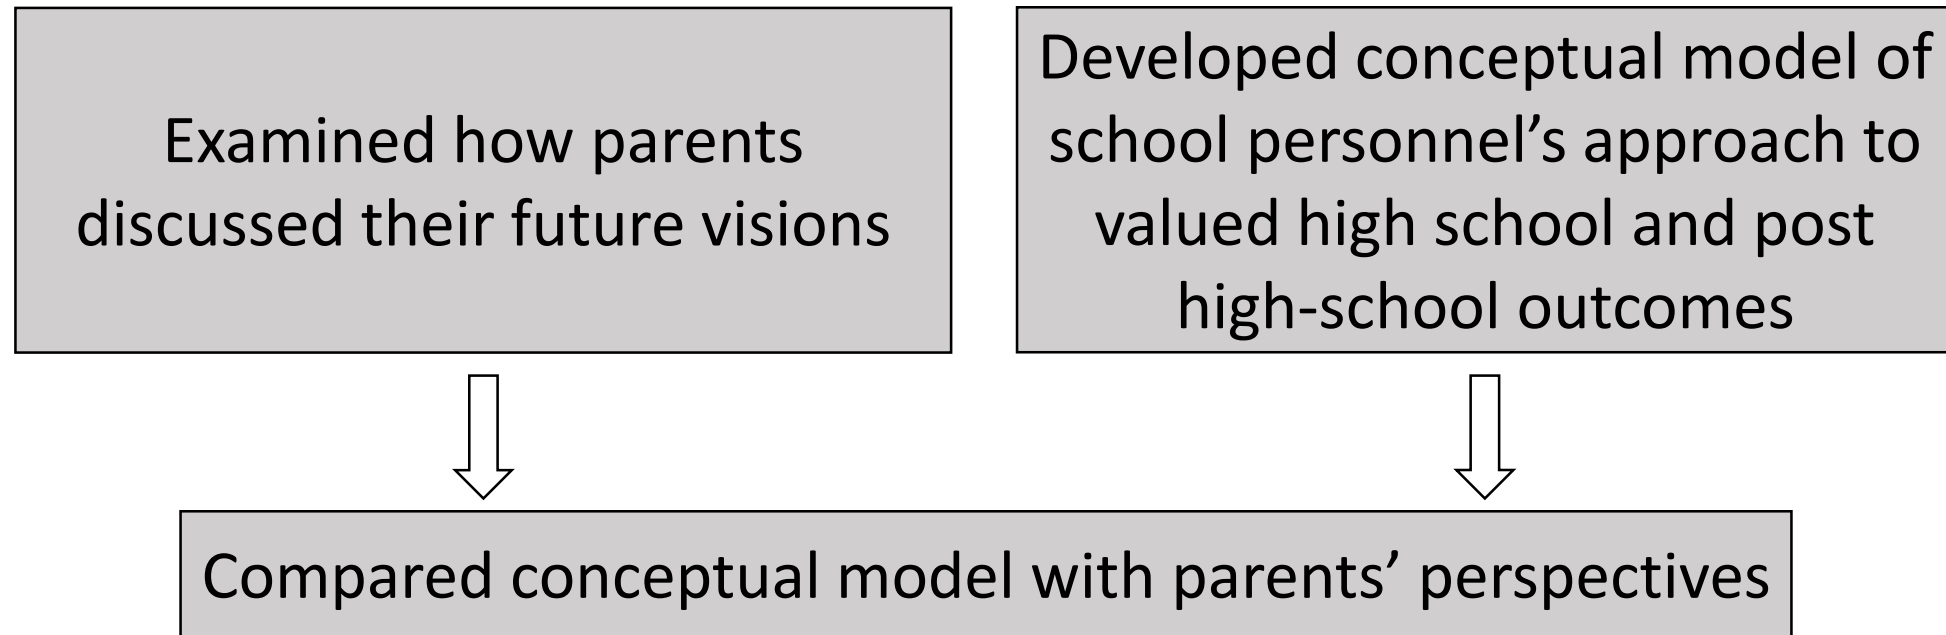 Examined how parents
discussed their future visions
Developed conceptual model of
school personnel’s approach to
valued high school and post
high-school outcomes
Compared conceptual model with parents’ perspectives